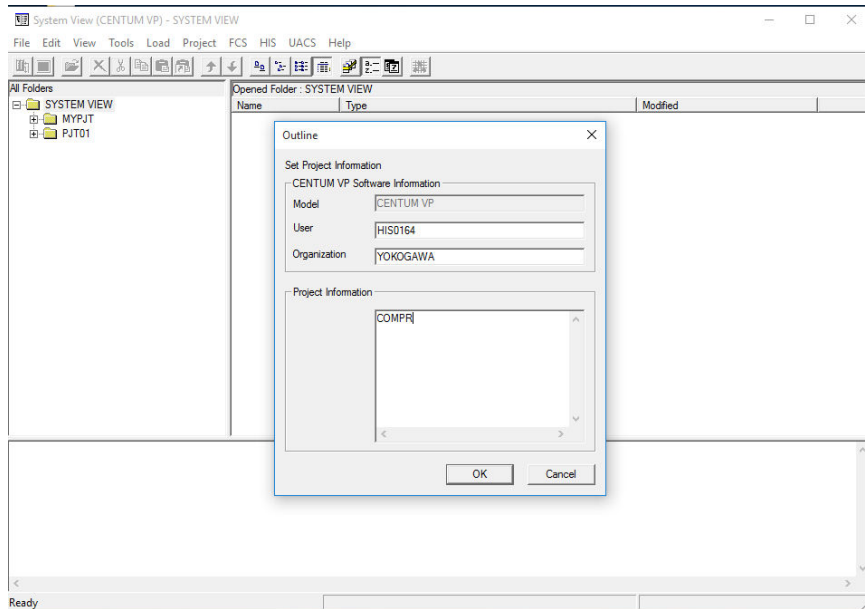 System View (CENTUM VP) - SYSTEM VIEW
File Edit View Tools Load Project FCS HIS UACS Help
All Folders
Opened Folder : SYSTEM VIEW
SYSTEM VIEW
MYPJT
PJT01
Name Type Modified
Outline
Set Project Information
CENTUM VP Software Information
Model CENTUM VP
User HIS0164
Organization YOKOGAWA
Project Information
COMPR
OK Cancel
Ready